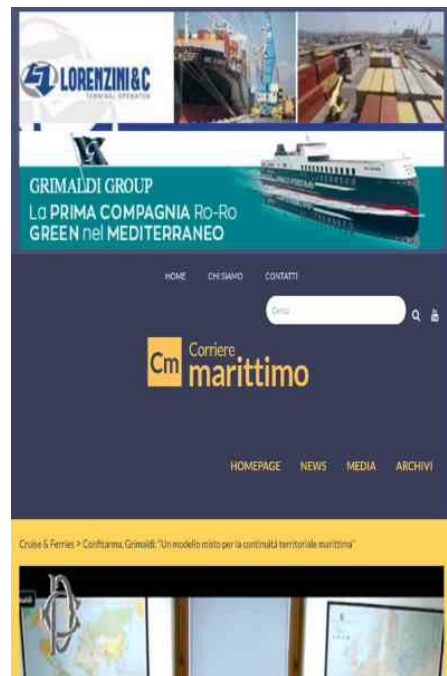 LORENZINI&C
TERMINAL OPERATOR
GRIMALDI GROUP
La PRIMA COMPAGNIA Ro-Ro
GREEN nel MEDITERRANEO
HOME CHI SIAMO CONTATTI
Cerca
Cm Corriere
marittimo
HOMEPAGE NEWS MEDIA ARCHIVI
Cruise & Ferries > Confitarma, Grimaldi: "Un modello misto per la continuità territoriale marittima"